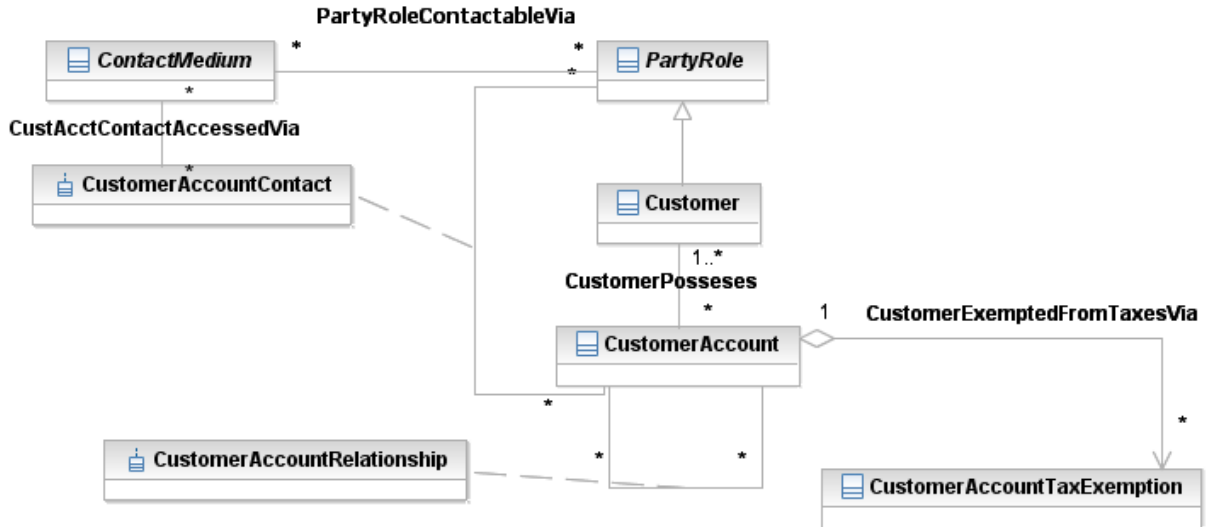 PartyRoleContactableVia
ContactMedium
*
*
PartyRole
*
*
CustAcctContactAccessedVia
*
CustomerAccountContact
Customer
1..*
CustomerPosseses
*
1
CustomerExemptedFromTaxesVia
CustomerAccount
*
*
*
*
CustomerAccountRelationship
CustomerAccountTaxExemption